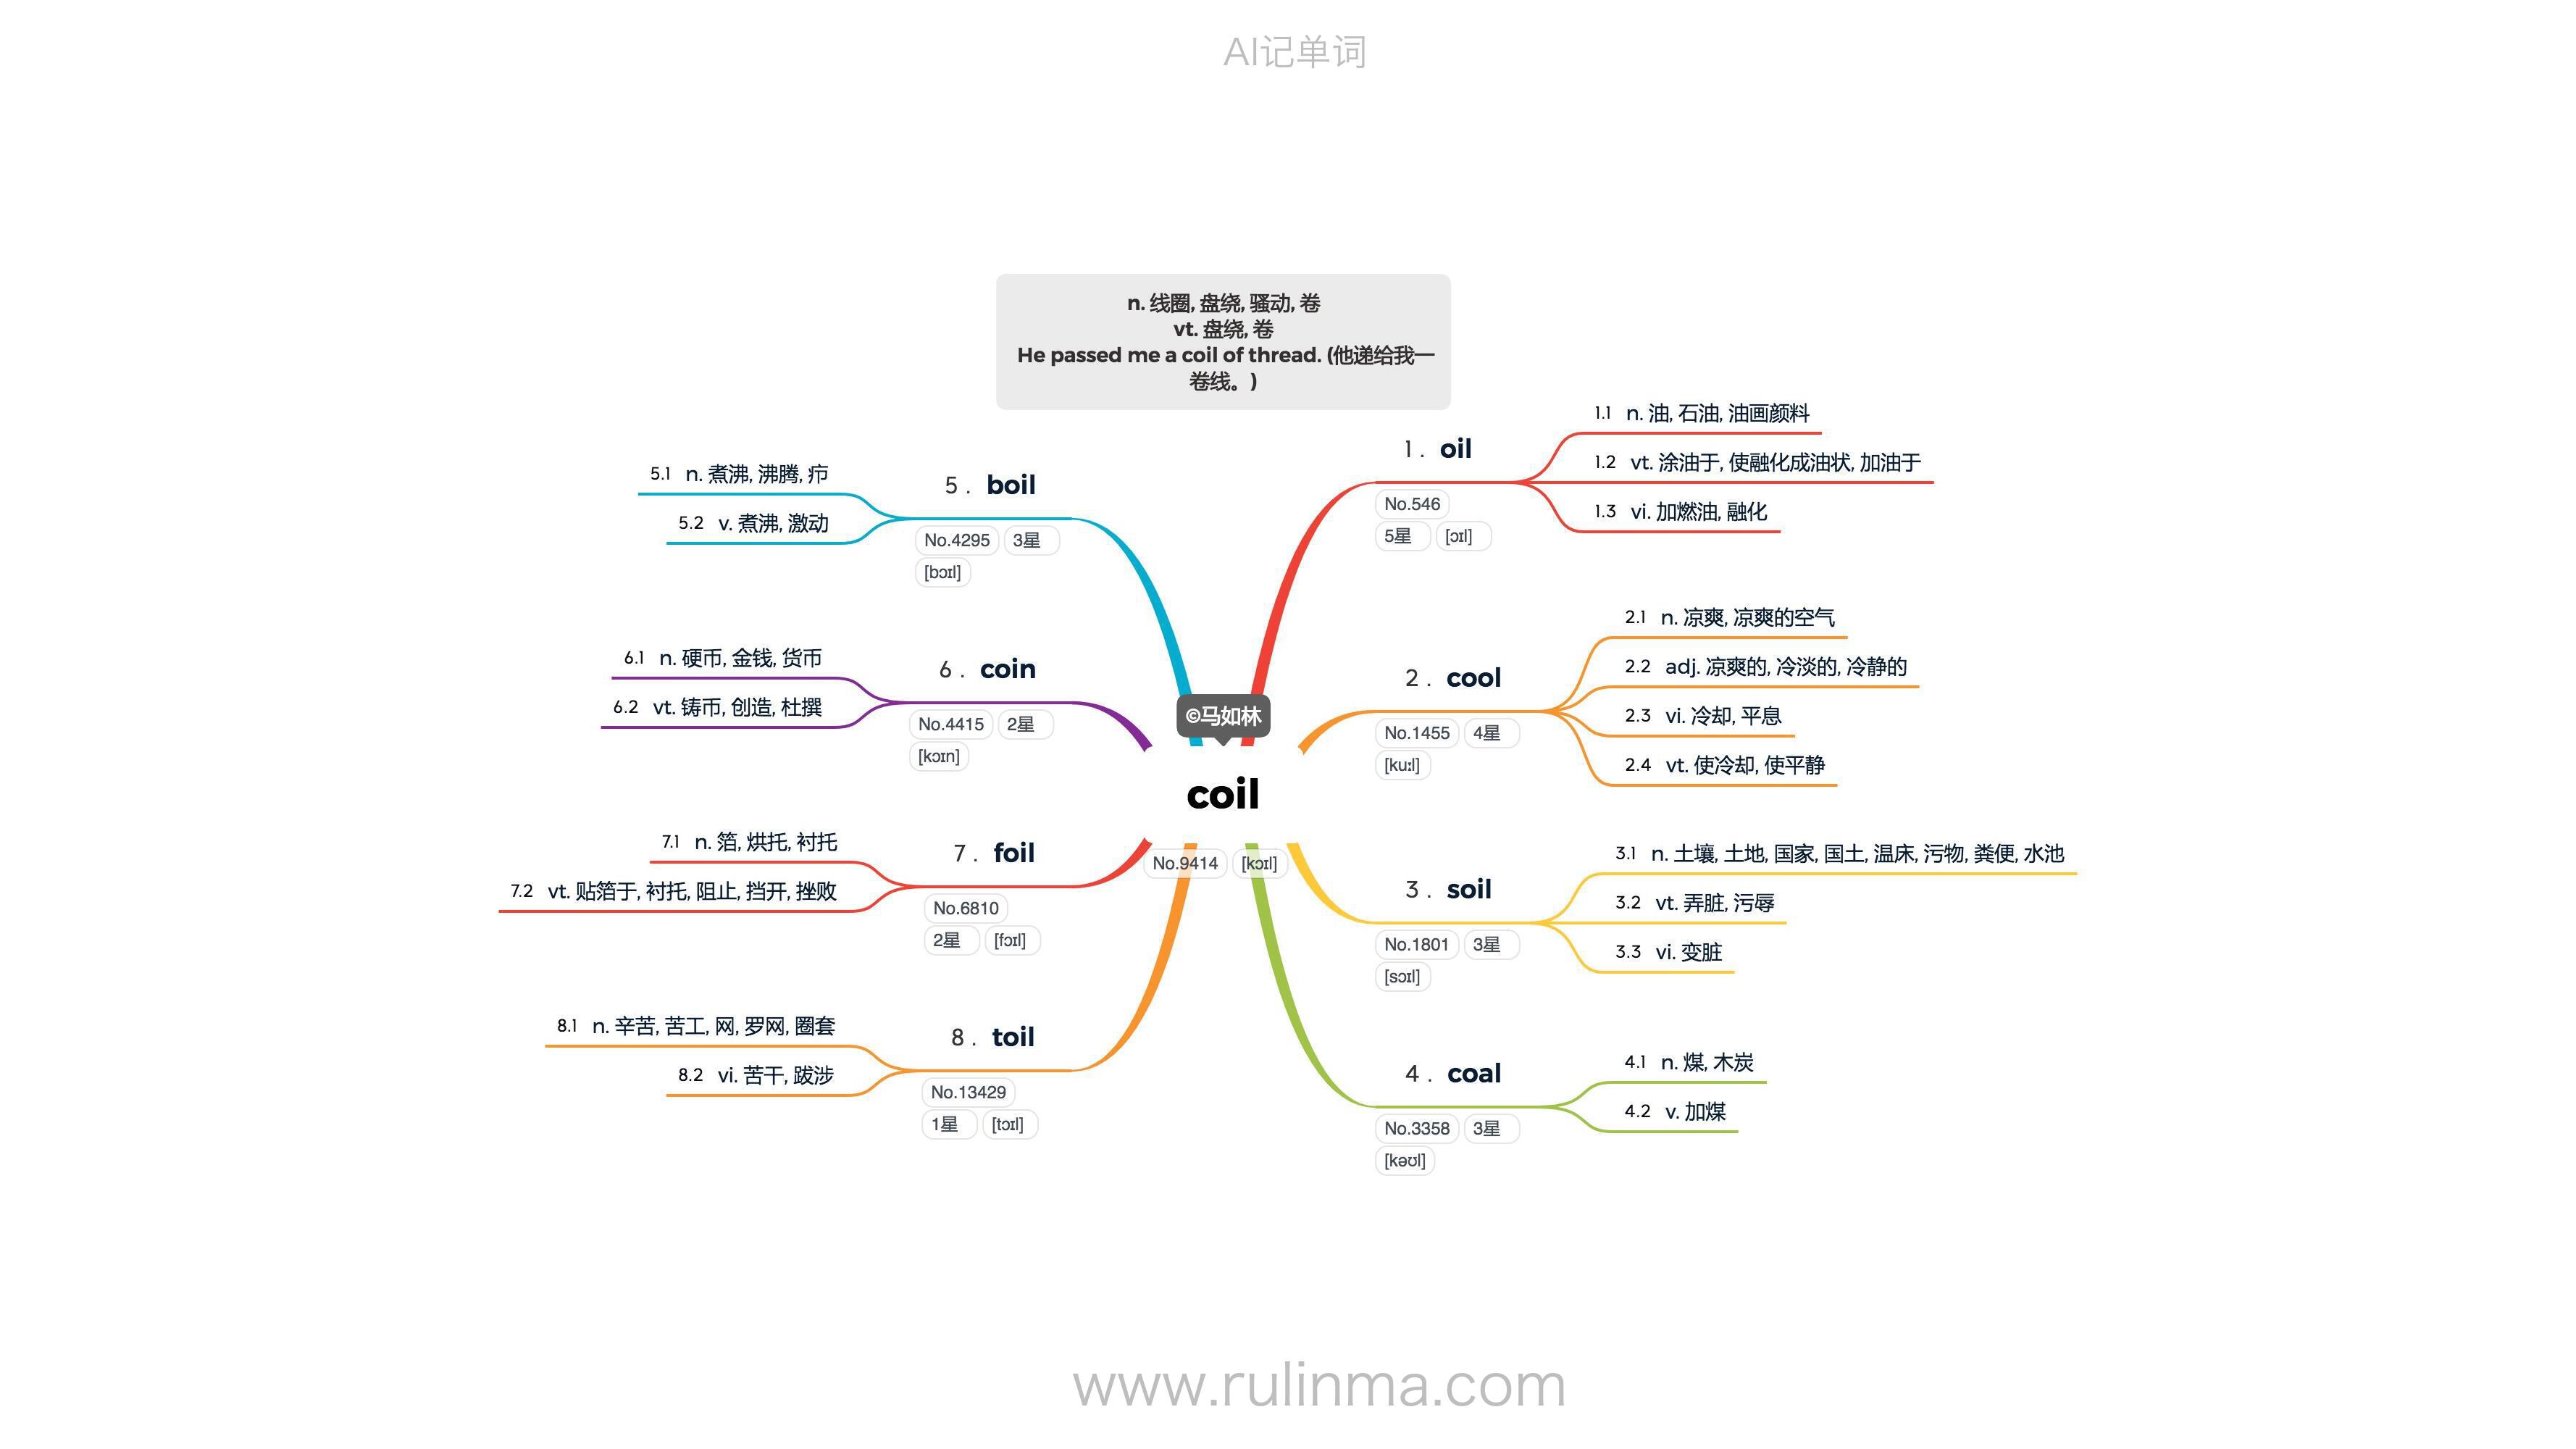 AI记单词
n. 线圈, 盘绕, 骚动, 卷
vt. 盘绕, 卷
He passed me a coil of thread. (他递给我一
卷线。)
©马如林
coil
No.9414 [kɔɪl]
1 . oil
No.546
5星 [ɔɪl]
1.1 n. 油, 石油, 油画颜料
1.2 vt. 涂油于, 使融化成油状, 加油于
1.3 vi. 加燃油, 融化
2 . cool
No.1455 4星
[kuːl]
2.1 n. 凉爽, 凉爽的空气
2.2 adj. 凉爽的, 冷淡的, 冷静的
2.3 vi. 冷却, 平息
2.4 vt. 使冷却, 使平静
3 . soil
No.1801 3星
[sɔɪl]
3.1 n. 土壤, 土地, 国家, 国土, 温床, 污物, 粪便, 水池
3.2 vt. 弄脏, 污辱
3.3 vi. 变脏
4 . coal
No.3358 3星
[kəʊl]
4.1 n. 煤, 木炭
4.2 v. 加煤
5 . boil
No.4295 3星
[bɔɪl]
5.1 n. 煮沸, 沸腾, 疖
5.2 v. 煮沸, 激动
6 . coin
No.4415 2星
[kɔɪn]
6.1 n. 硬币, 金钱, 货币
6.2 vt. 铸币, 创造, 杜撰
7 . foil
No.6810
2星 [fɔɪl]
7.1 n. 箔, 烘托, 衬托
7.2 vt. 贴箔于, 衬托, 阻止, 挡开, 挫败
8 . toil
No.13429
1星 [tɔɪl]
8.1 n. 辛苦, 苦工, 网, 罗网, 圈套
8.2 vi. 苦干, 跋涉
www.rulinma.com